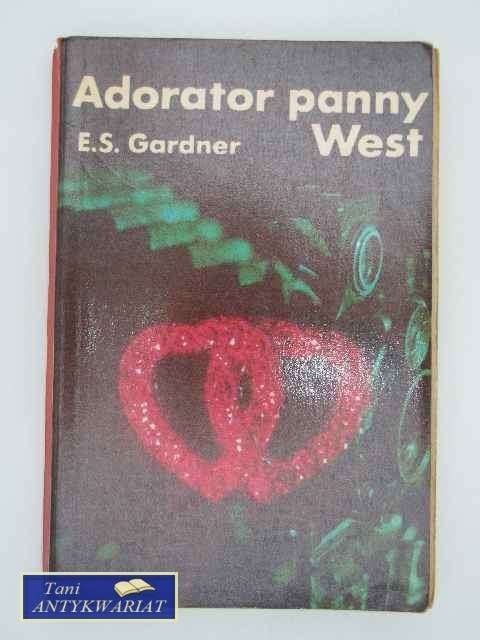 Adorator panny
West
E.S. Gardner
Tani
ANTYKWARIAT